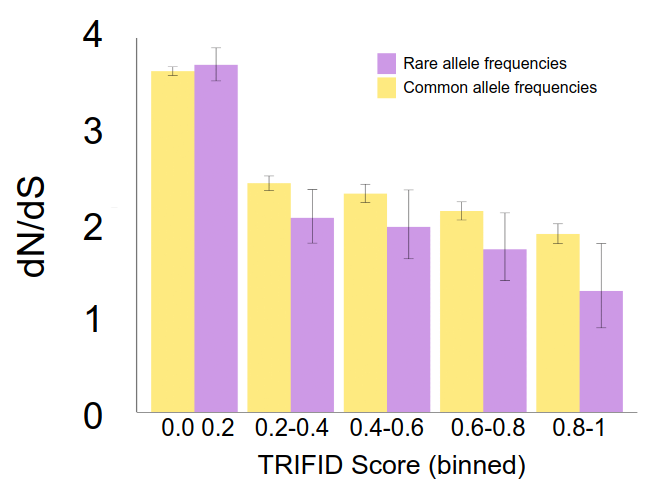 4
3
2
1
0
dN/dS
Rare allele frequencies
Common allele frequencies
0.0 0.2 0.2-0.4 0.4-0.6 0.6-0.8 0.8-1
TRIFID Score (binned)